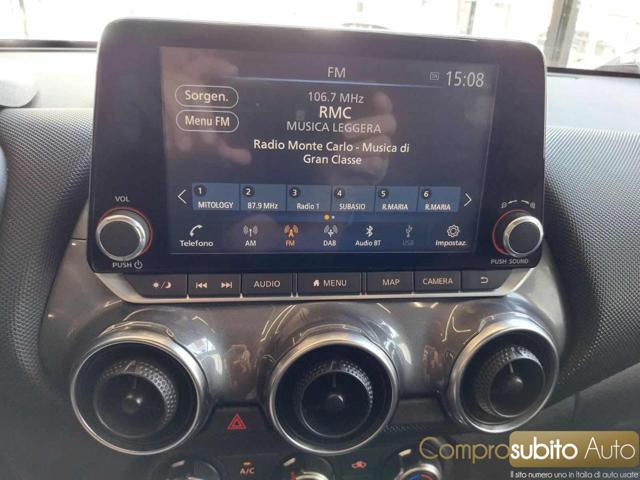 FM
15:08
Sorgen.
106.7 MHz
RMC
Menu FM
MUSICA LEGGERA
Radio Monte Carlo - Musica di
Gran Classe
1 2 3 4 5 6
MITOLOGY 87.9 MHz Radio 1 SUBASIO R.MARIA R.MARIA
VOL
Telefono AM FM DAB Audio BT USB Impostaz.
PUSH
PUSH SOUND
AUDIO MENU MAP CAMERA
A/C
Comprosubito Auto
Il sito numero uno in Italia di auto usate